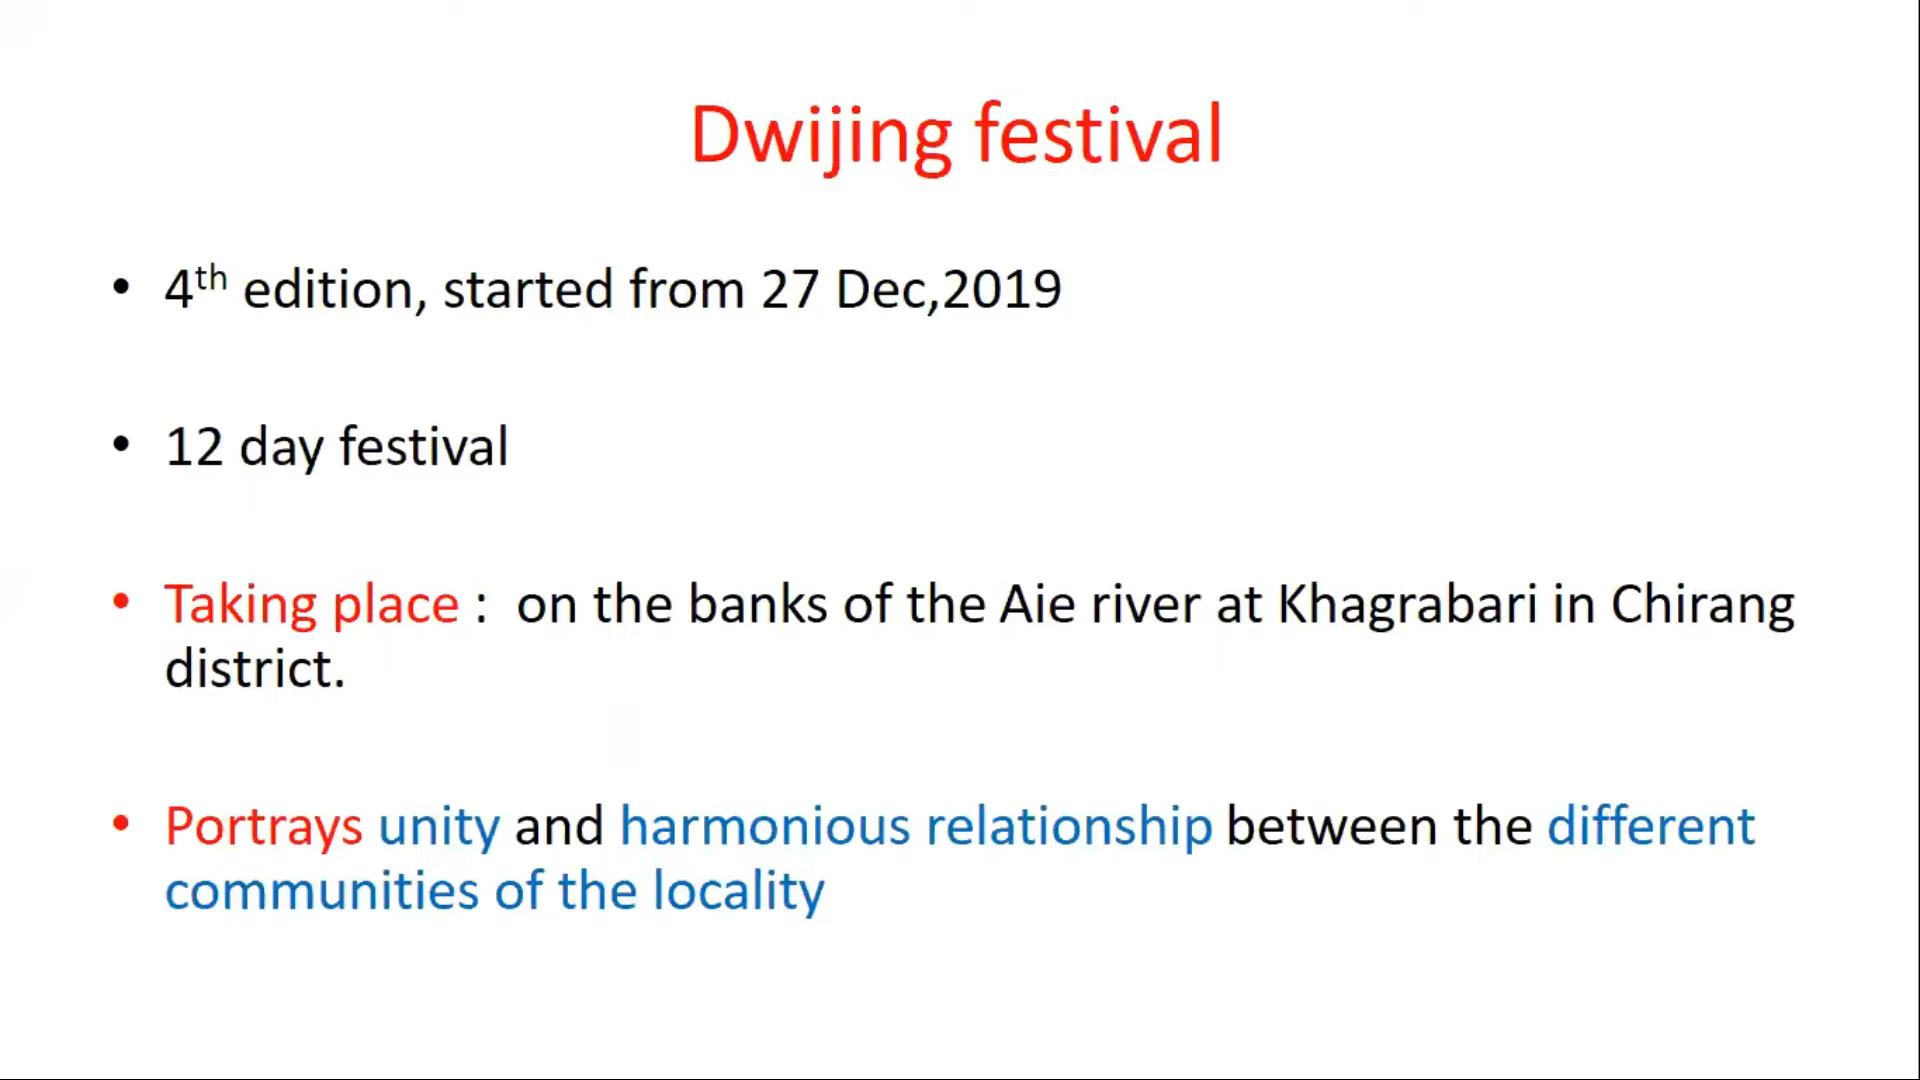 Dwijing festival
• 4th edition, started from 27 Dec,2019
• 12 day festival
• Taking place : on the banks of the Aie river at Khagrabari in Chirang
district.
• Portrays unity and harmonious relationship between the different
communities of the locality